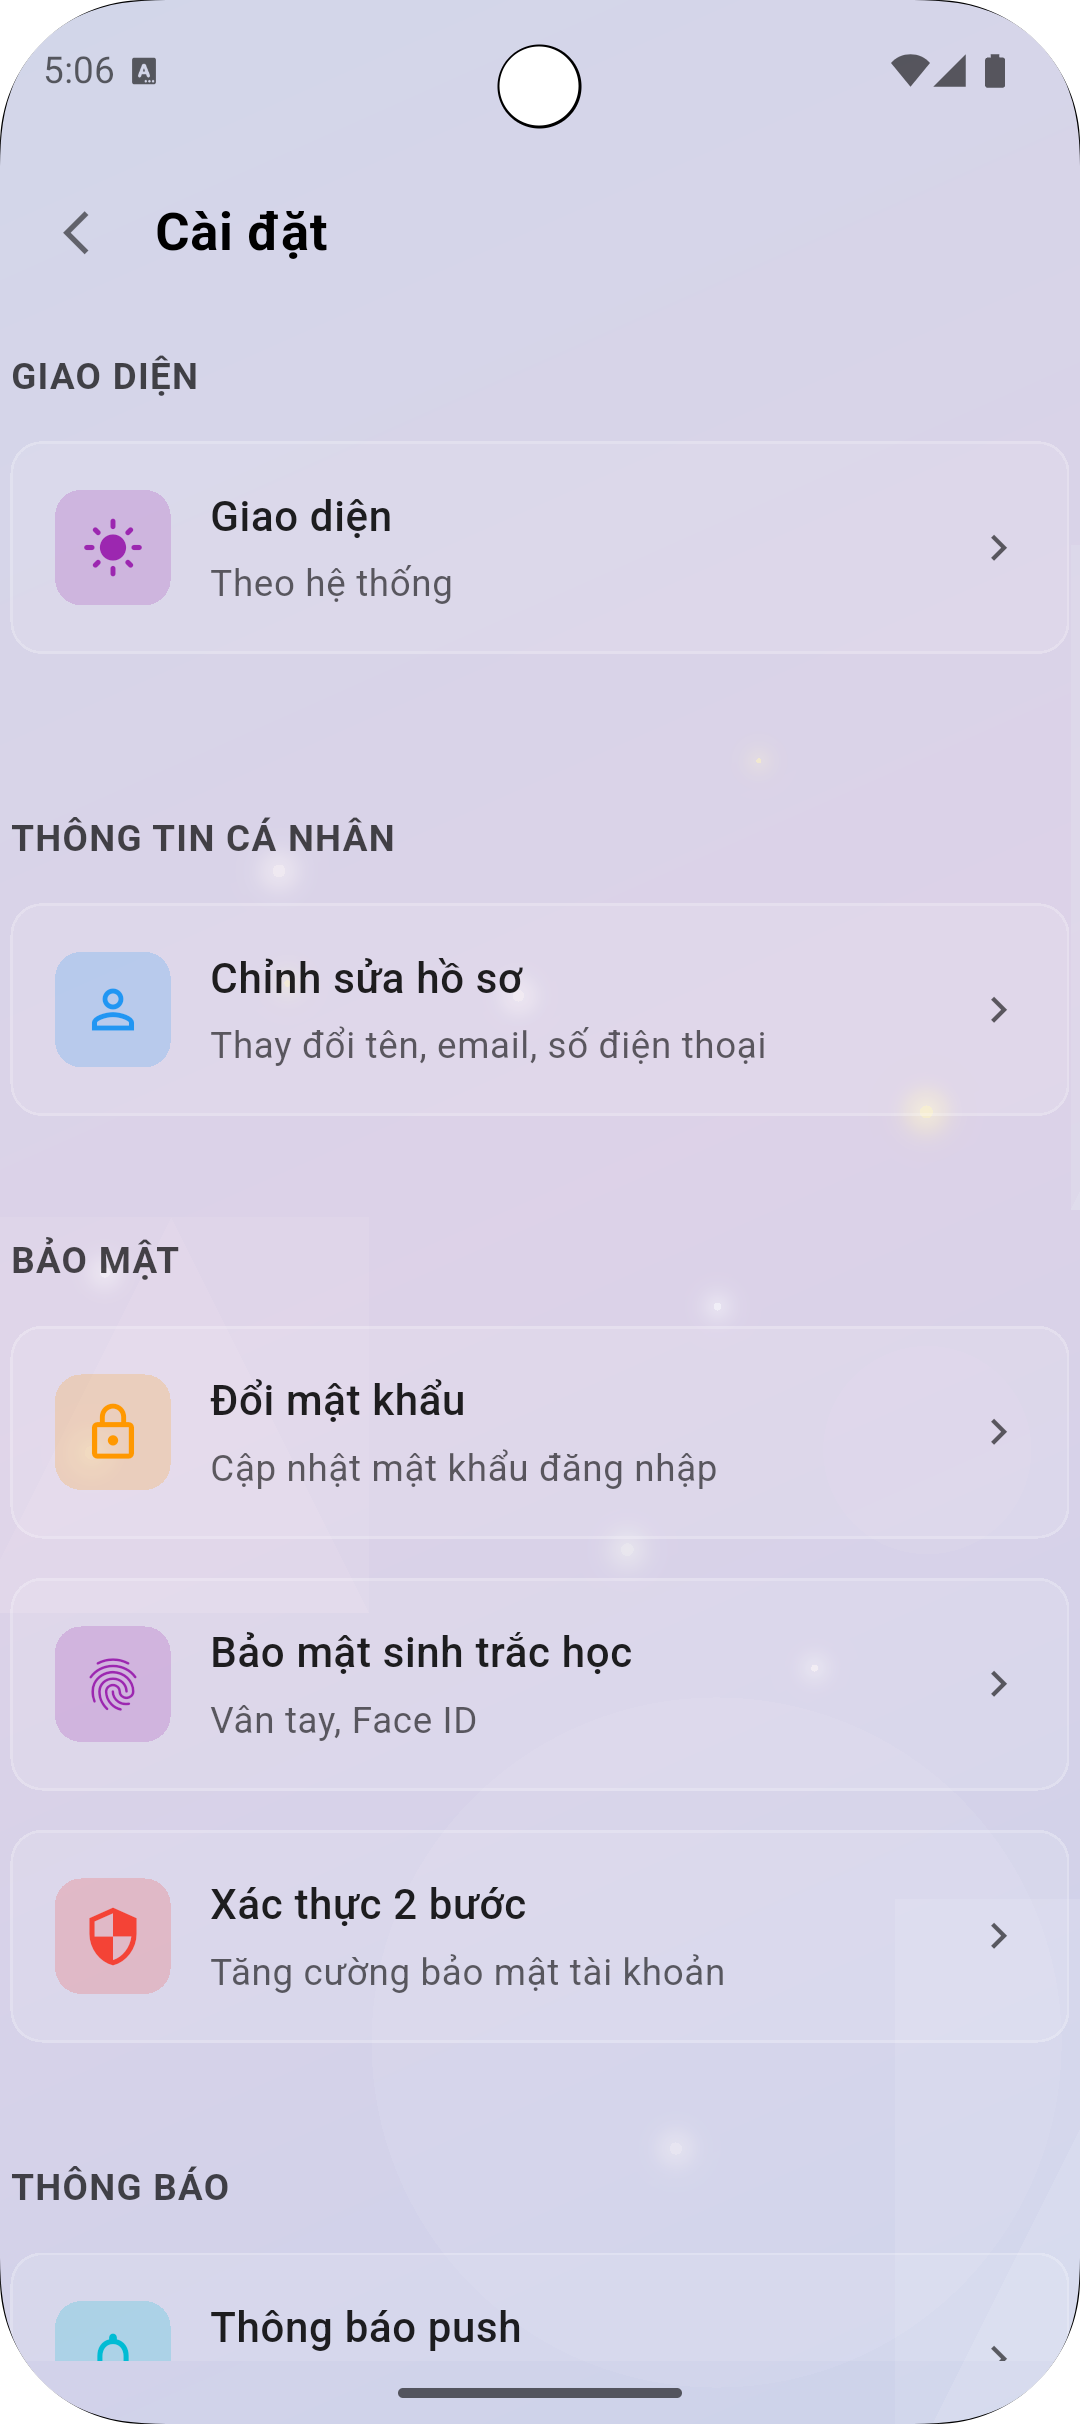 5:06
Cài đặt
GIAO DIỆN
Giao diện
Theo hệ thống
THÔNG TIN CÁ NHÂN
Chỉnh sửa hồ sơ
Thay đổi tên, email, số điện thoại
BẢO MẬT
Đổi mật khẩu
Cập nhật mật khẩu đăng nhập
Bảo mật sinh trắc học
Vân tay, Face ID
Xác thực 2 bước
Tăng cường bảo mật tài khoản
THÔNG BÁO
Thông báo push